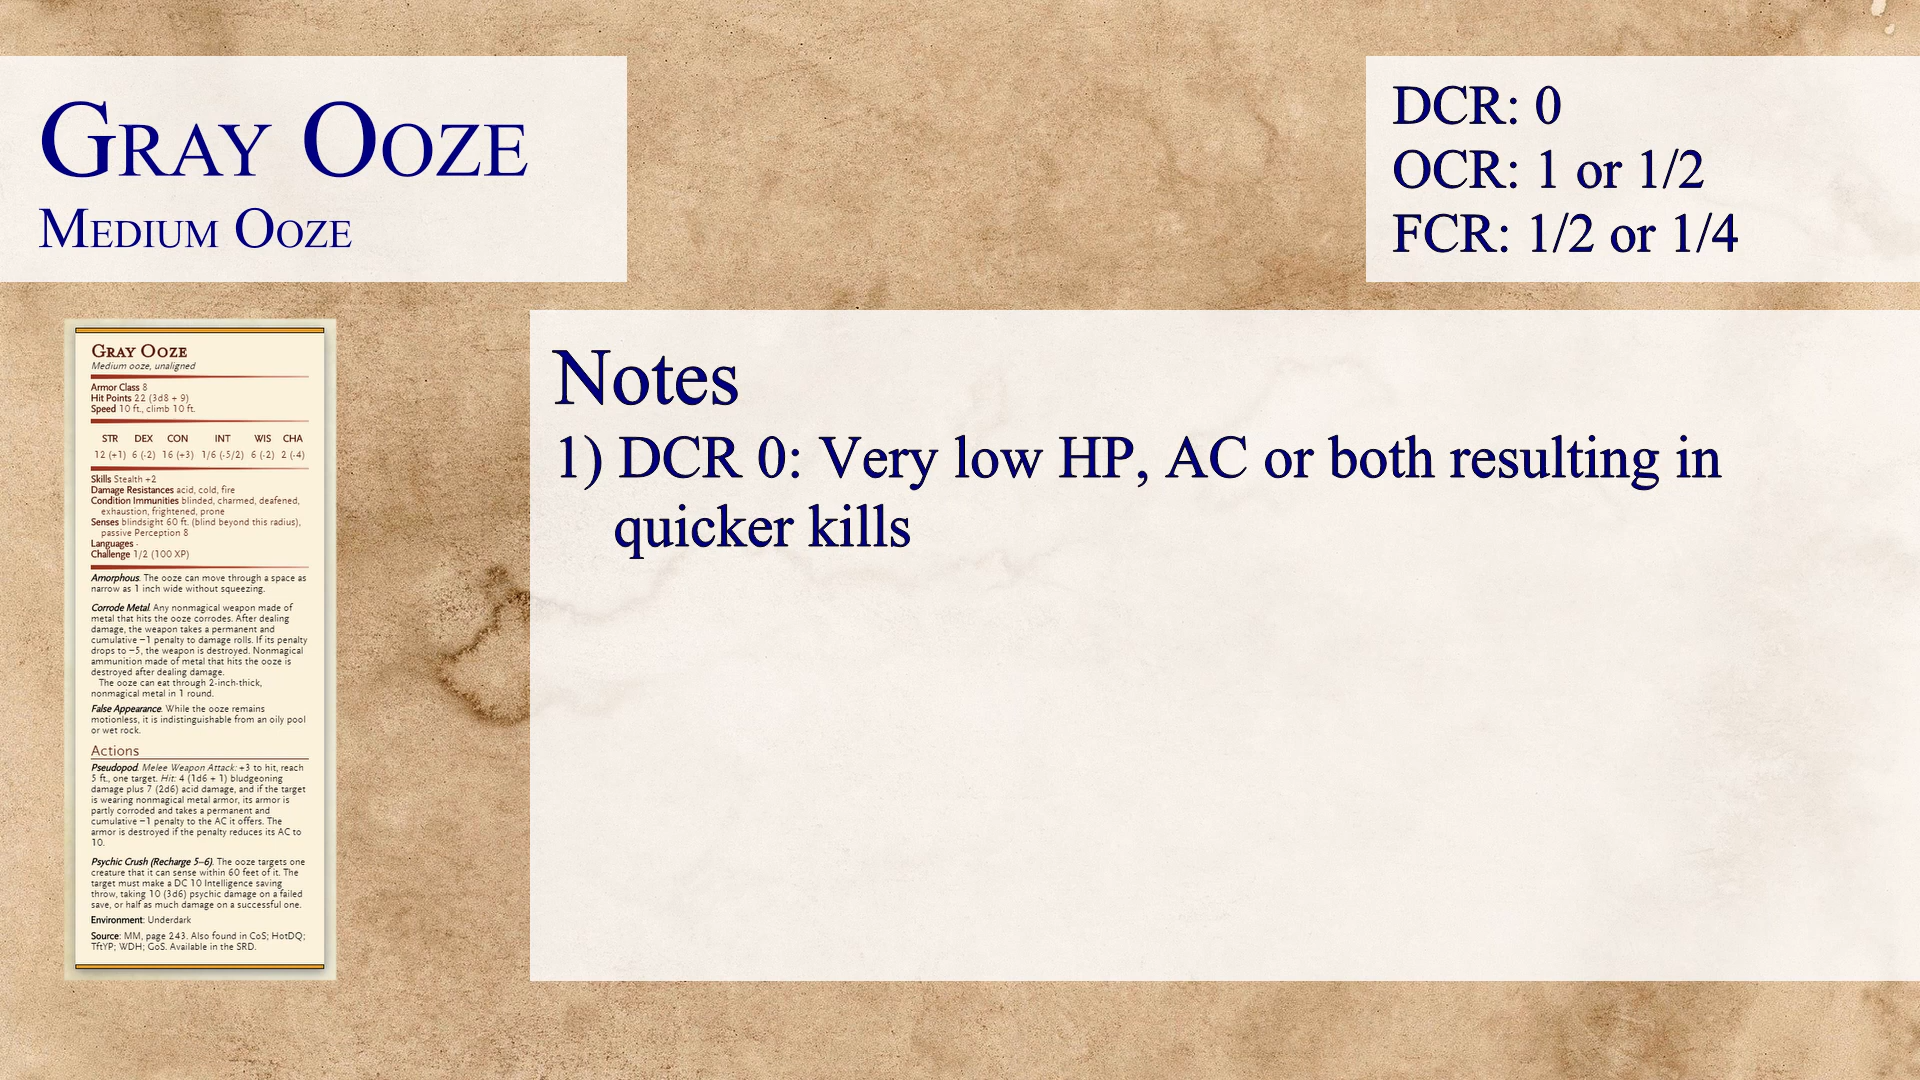 GRAY OOZE
MEDIUM OOZE
DCR: 0
OCR: 1 or 1/2
FCR: 1/2 or 1/4
GRAY OOZE
Medium ooze, unaligned
Armor Class 8
Hit Points 22 (3d8 + 9)
Speed 10 ft., climb 10 ft.
STR DEX CON INT WIS CHA
12 (+1) 6 (-2) 16 (+3) 1/6 (-5/2) 6 (-2) 2 (-4)
Skills Stealth +2
Damage Resistances acid, cold, fire
Condition Immunities blinded, charmed, deafened,
exhaustion, frightened, prone
Senses blindsight 60 ft. (blind beyond this radius),
passive Perception 8
Languages -
Challenge 1/2 (100 XP)
Amorphous. The ooze can move through a space as
narrow as 1 inch wide without squeezing.
Corrode Metal. Any nonmagical weapon made of
metal that hits the ooze corrodes. After dealing
damage, the weapon takes a permanent and
cumulative −1 penalty to damage rolls. If its penalty
drops to −5, the weapon is destroyed. Nonmagical
ammunition made of metal that hits the ooze is
destroyed after dealing damage.
The ooze can eat through 2-inch-thick,
nonmagical metal in 1 round.
False Appearance. While the ooze remains
motionless, it is indistinguishable from an oily pool
or wet rock.
Actions
Pseudopod. Melee Weapon Attack: +3 to hit, reach
5 ft., one target. Hit: 4 (1d6 + 1) bludgeoning
damage plus 7 (2d6) acid damage, and if the target
is wearing nonmagical metal armor, its armor is
partly corroded and takes a permanent and
cumulative −1 penalty to the AC it offers. The
armor is destroyed if the penalty reduces its AC to
10.
Psychic Crush (Recharge 5–6). The ooze targets one
creature that it can sense within 60 feet of it. The
target must make a DC 10 Intelligence saving
throw, taking 10 (3d6) psychic damage on a failed
save, or half as much damage on a successful one.
Environment: Underdark
Source: MM, page 243. Also found in CoS; HotDQ;
TftYP; WDH; GoS. Available in the SRD.
Notes
1) DCR 0: Very low HP, AC or both resulting in
quicker kills